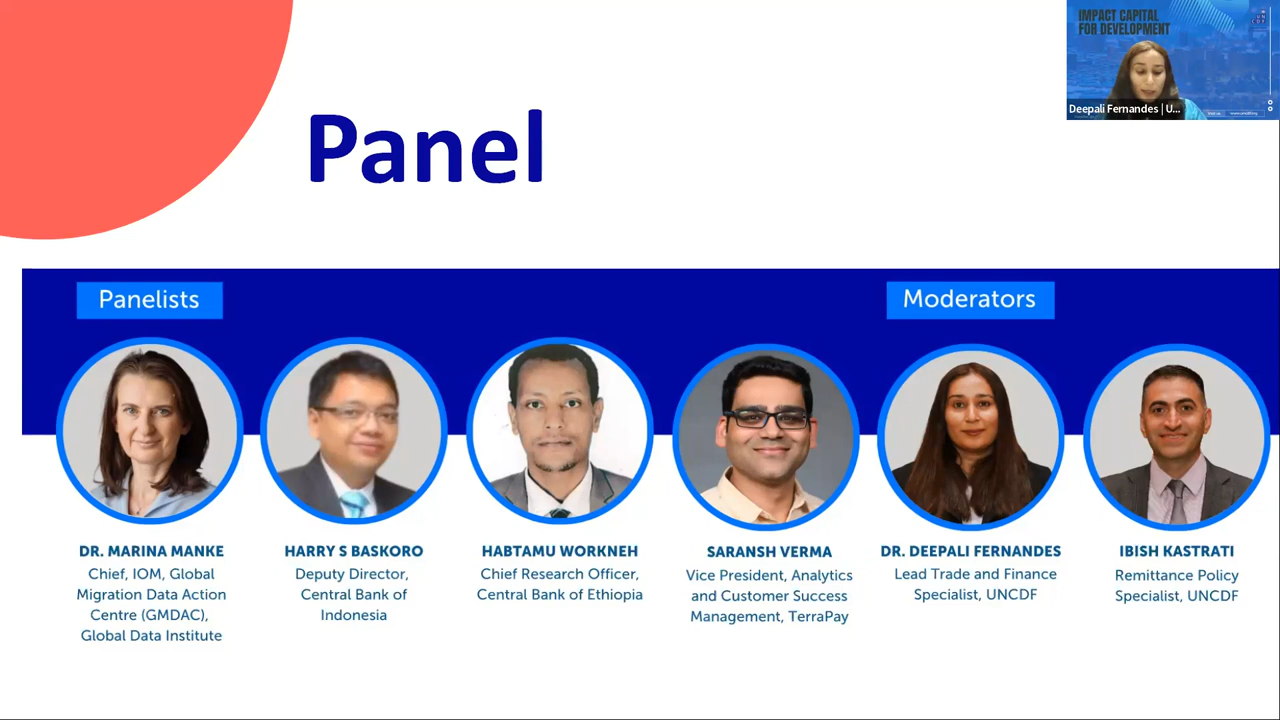 IMPACT CAPITAL
FOR DEVELOPMENT
Deepali Fernandes | U...
Panel
Panelists
Moderators
DR. MARINA MANKE
Chief, IOM, Global
Migration Data Action
Centre (GMDAC),
Global Data Institute
HARRY S BASKORO
Deputy Director,
Central Bank of
Indonesia
HABTAMU WORKNEH
Chief Research Officer,
Central Bank of Ethiopia
SARANSH VERMA
Vice President, Analytics
and Customer Success
Management, TerraPay
DR. DEEPALI FERNANDES
Lead Trade and Finance
Specialist, UNCDF
IBISH KASTRATI
Remittance Policy
Specialist, UNCDF